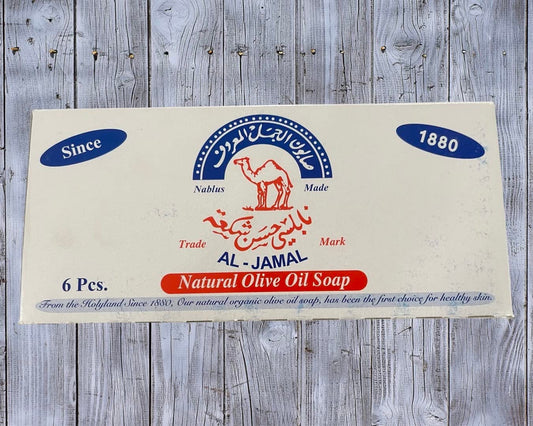 Since
1880
صابون الجمل المعروف
Nablus Made
نابلسي حسن شكعة
Trade Mark
AL - JAMAL
6 Pcs.
Natural Olive Oil Soap
From the Holyland Since 1880, Our natural organic olive oil soap, has been the first choice for healthy skin.